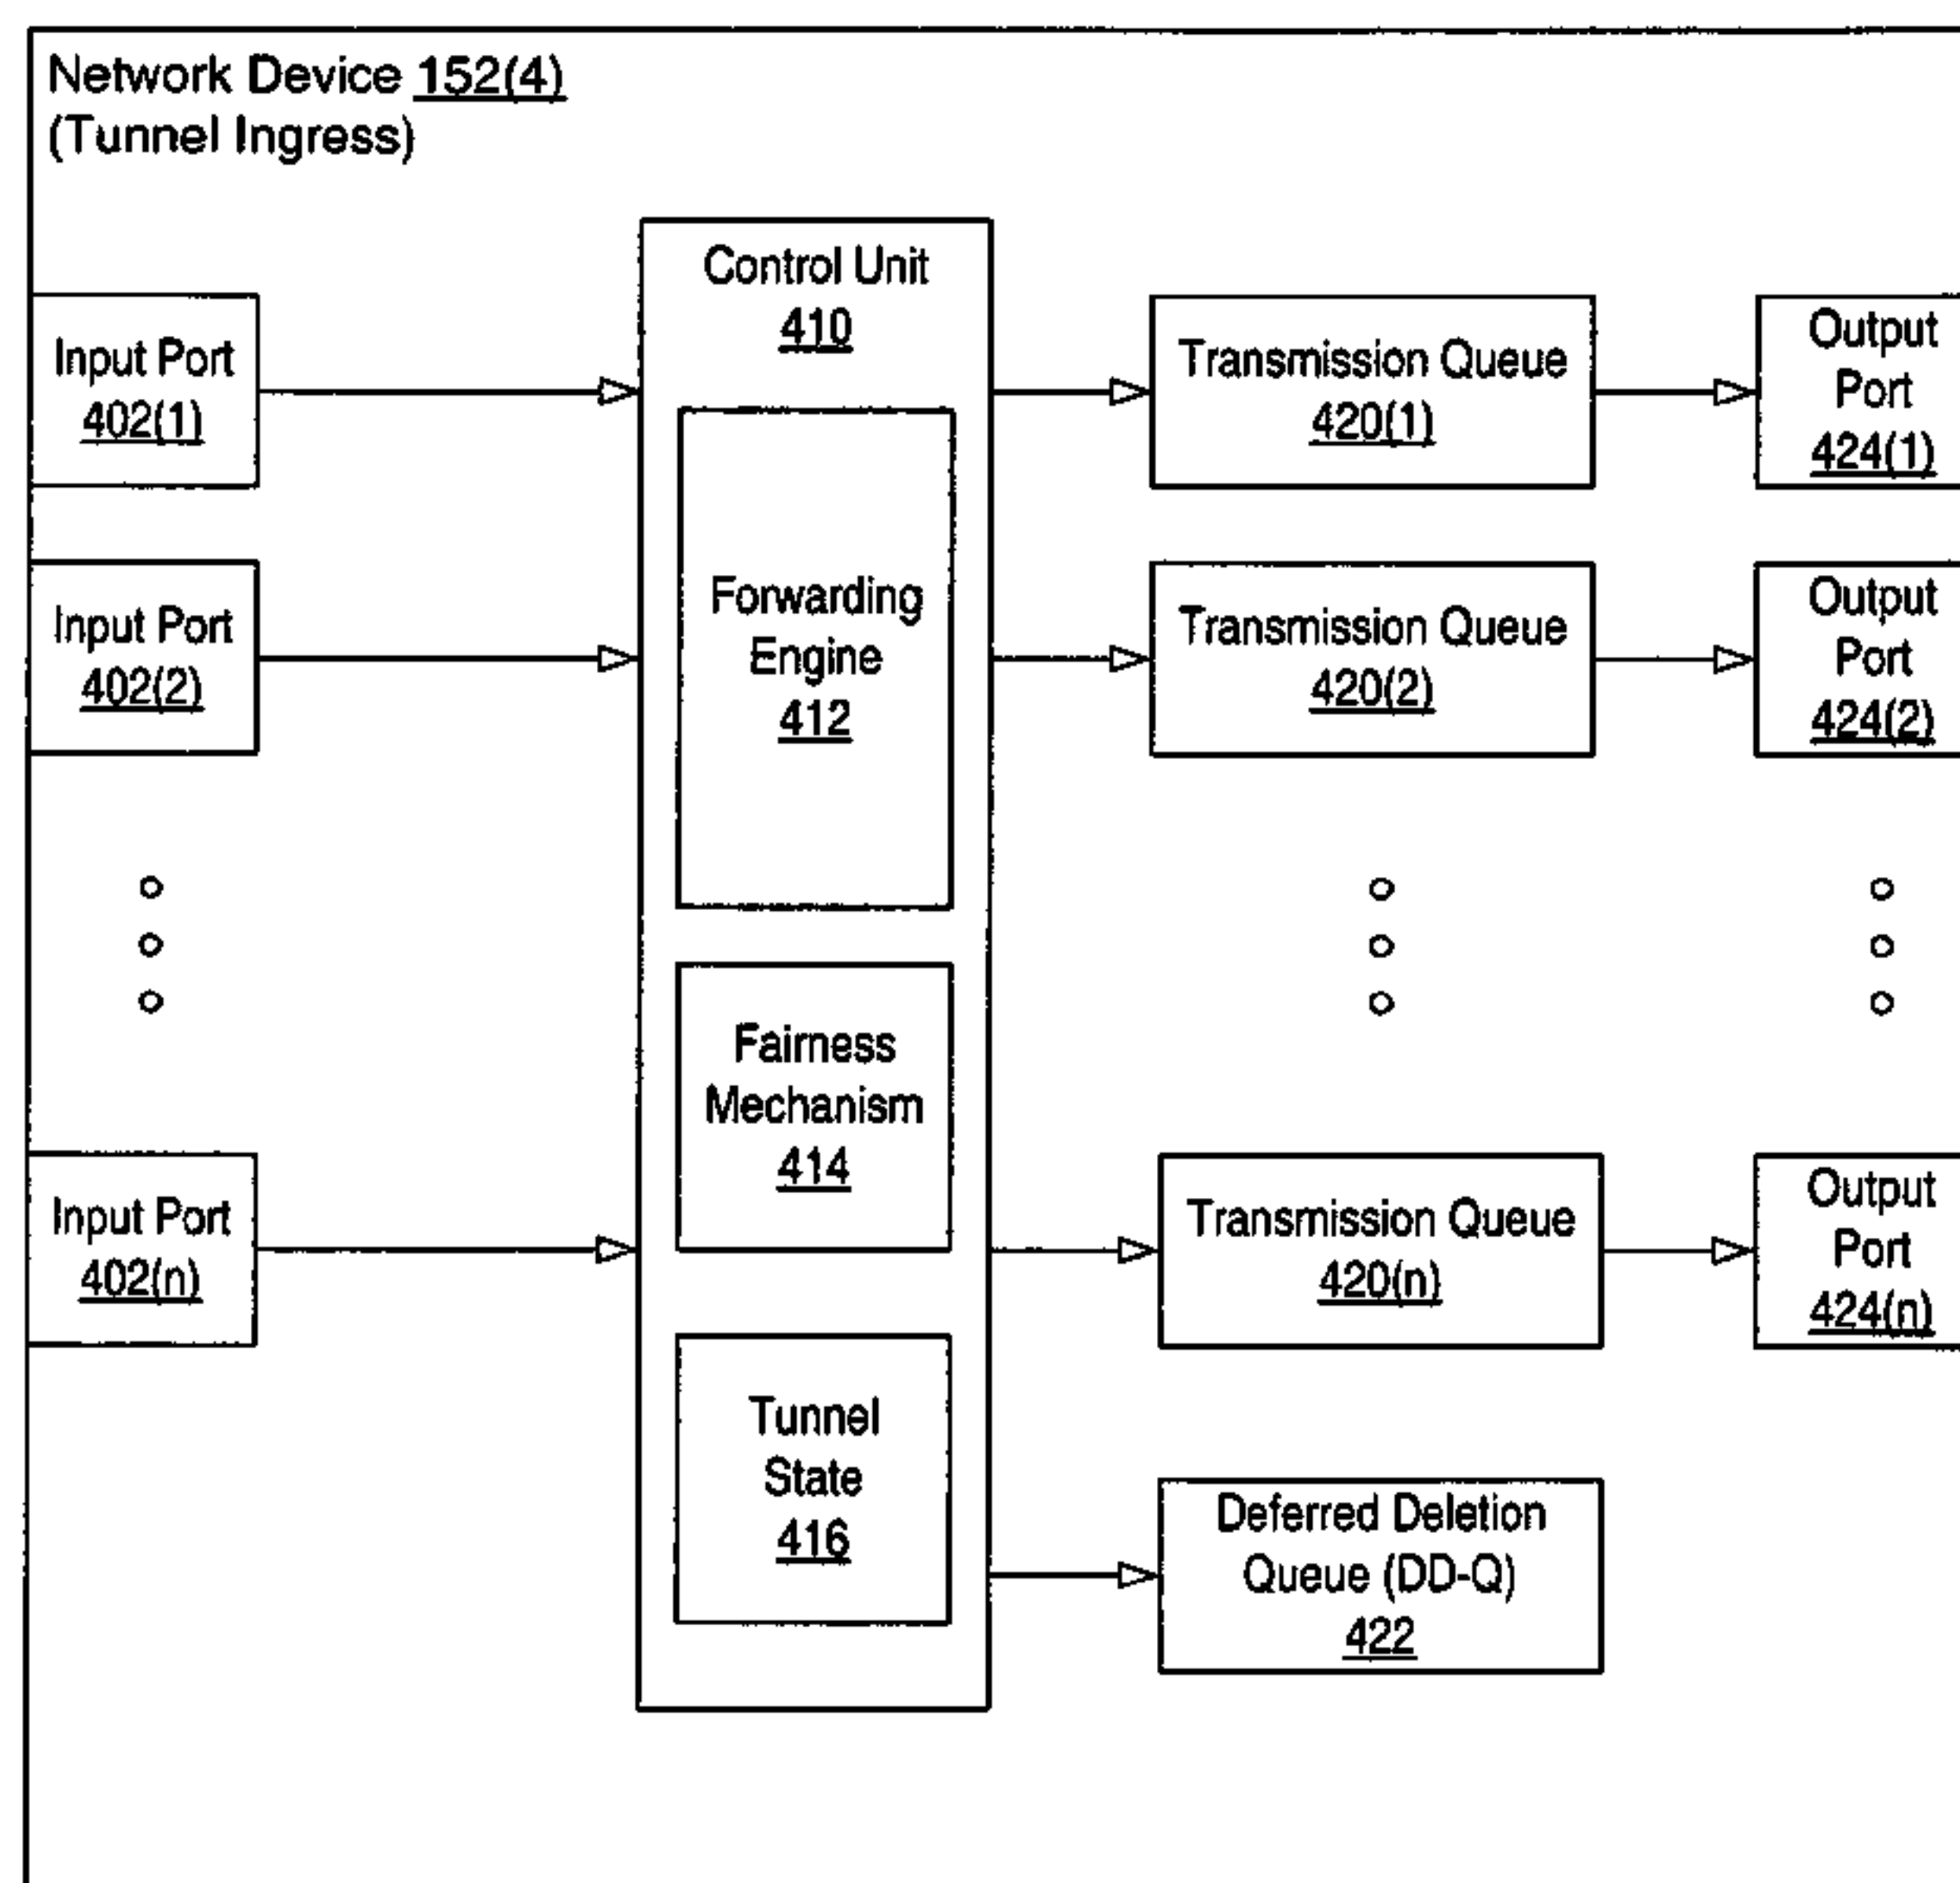 Network Device 152(4)
(Tunnel Ingress)
Input Port
402(1)
Input Port
402(2)
Input Port
402(n)
Control Unit
410
Forwarding
Engine
412
Fairness
Mechanism
414
Tunnel
State
416
Transmission Queue
420(1)
Transmission Queue
420(2)
Transmission Queue
420(n)
Deferred Deletion
Queue (DD-Q)
422
Output
Port
424(1)
Output
Port
424(2)
Output
Port
424(n)